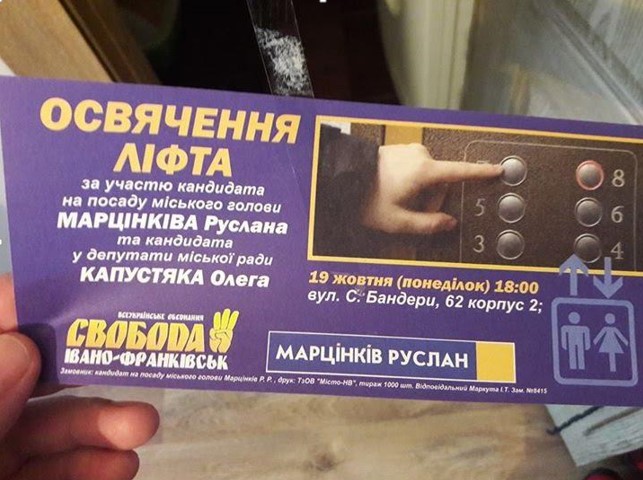 ОСВЯЧЕННЯ
ЛІФТА
за участю кандидата
на посаду міського голови
МАРЦІНКІВА Руслана
та кандидата
у депутати міської ради
КАПУСТЯКА Олега
7
8
5
6
3
4
19 жовтня (понеділок) 18:00
вул. С. Бандери, 62 корпус 2;
ВСЕУКРАЇНСЬКЕ ОБ'ЄДНАННЯ
СВОБОДА
ІВАНО-ФРАНКІВСЬК
МАРЦІНКІВ РУСЛАН
Замовник: кандидат на посаду міського голови Марцінків Р. Р. , друк: ТзОВ "Місто-НВ", тираж 1000 шт. Відповідальний Маркута І.Т. Зам. №6415